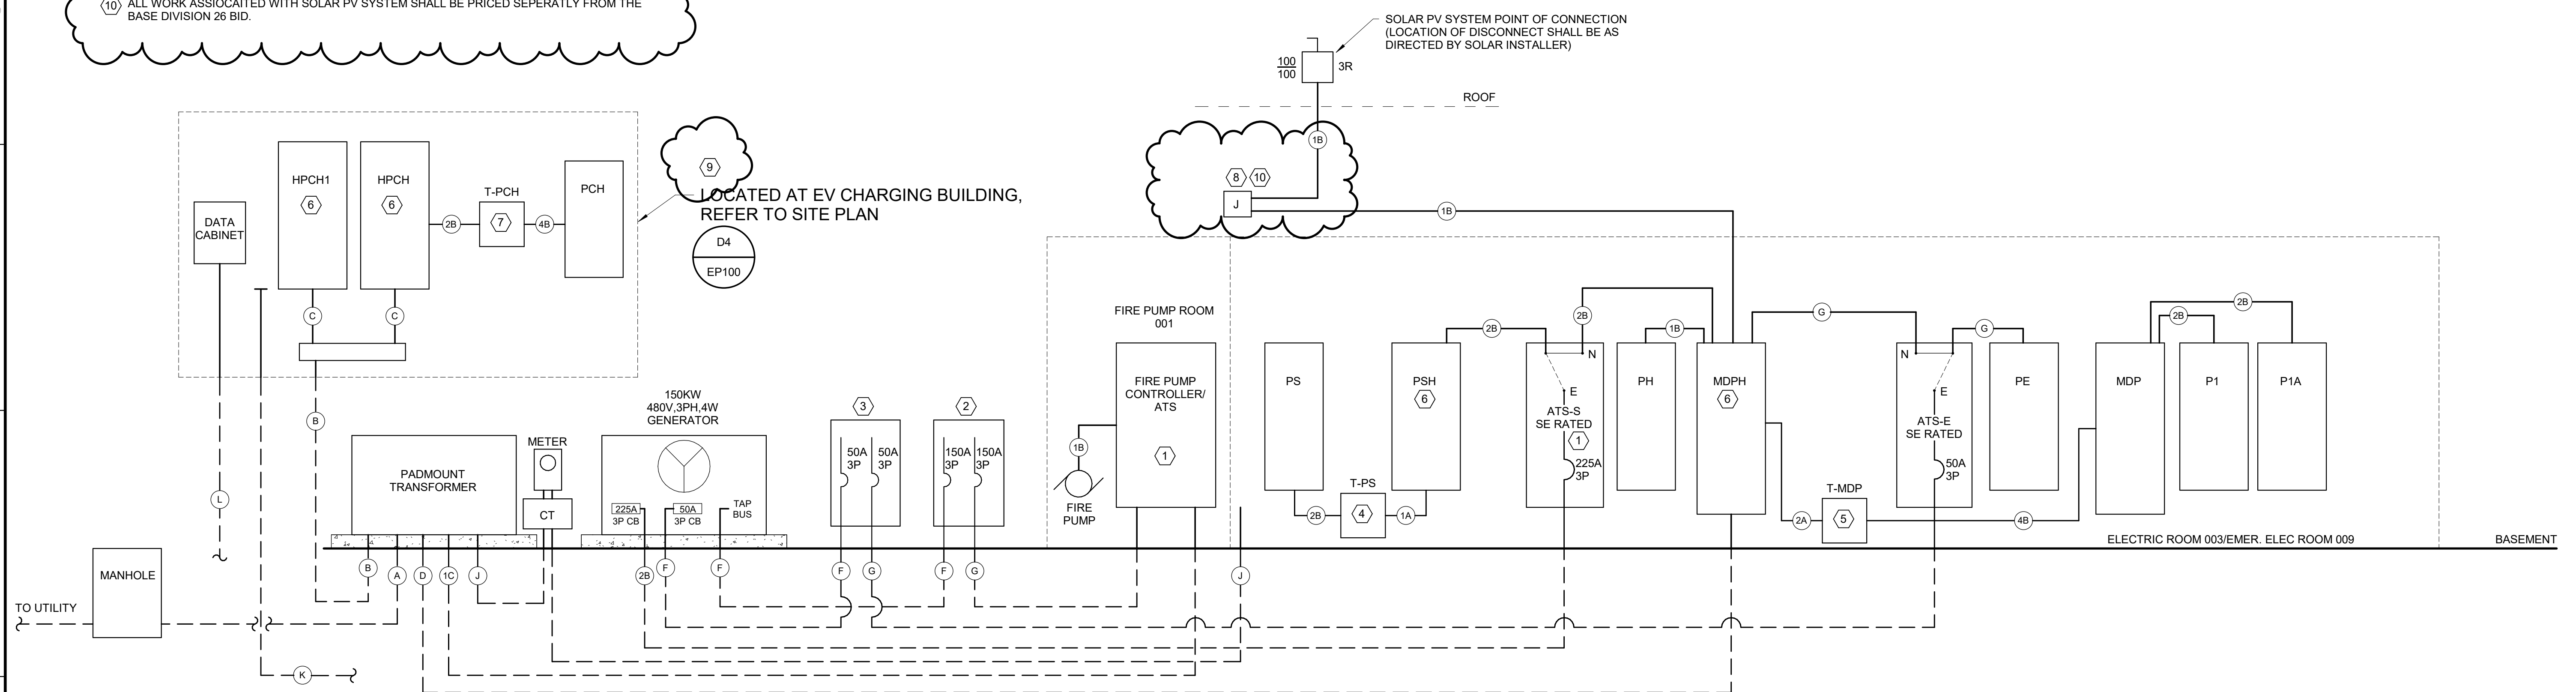 10 ALL WORK ASSIOCAITED WITH SOLAR PV SYSTEM SHALL BE PRICED SEPERATLY FROM THE
BASE DIVISION 26 BID.
SOLAR PV SYSTEM POINT OF CONNECTION
(LOCATION OF DISCONNECT SHALL BE AS
DIRECTED BY SOLAR INSTALLER)
100
100
3R
ROOF
1B
8 10
J
1B
9
LOCATED AT EV CHARGING BUILDING,
REFER TO SITE PLAN
D4
EP100
DATA
CABINET
HPCH1
6
HPCH
6
2B
T-PCH
7
4B
PCH
C
C
B
L
K
TO UTILITY
MANHOLE
PADMOUNT
TRANSFORMER
METER
CT
B
A
D
1C
J
150KW
480V,3PH,4W
GENERATOR
225A
3P CB
50A
3P CB
TAP
BUS
2B
F
F
3
50A
3P
50A
3P
F
G
2
150A
3P
150A
3P
F
G
FIRE PUMP ROOM
001
FIRE PUMP
CONTROLLER/
ATS
1
1B
FIRE
PUMP
J
PS
2B
T-PS
4
1A
PSH
6
2B
2B
N
E
ATS-S
SE RATED
1
225A
3P
PH
1B
MDPH
6
G
2A
T-MDP
5
4B
N
E
ATS-E
SE RATED
50A
3P
G
PE
MDP
2B
2B
P1
P1A
ELECTRIC ROOM 003/EMER. ELEC ROOM 009
BASEMENT